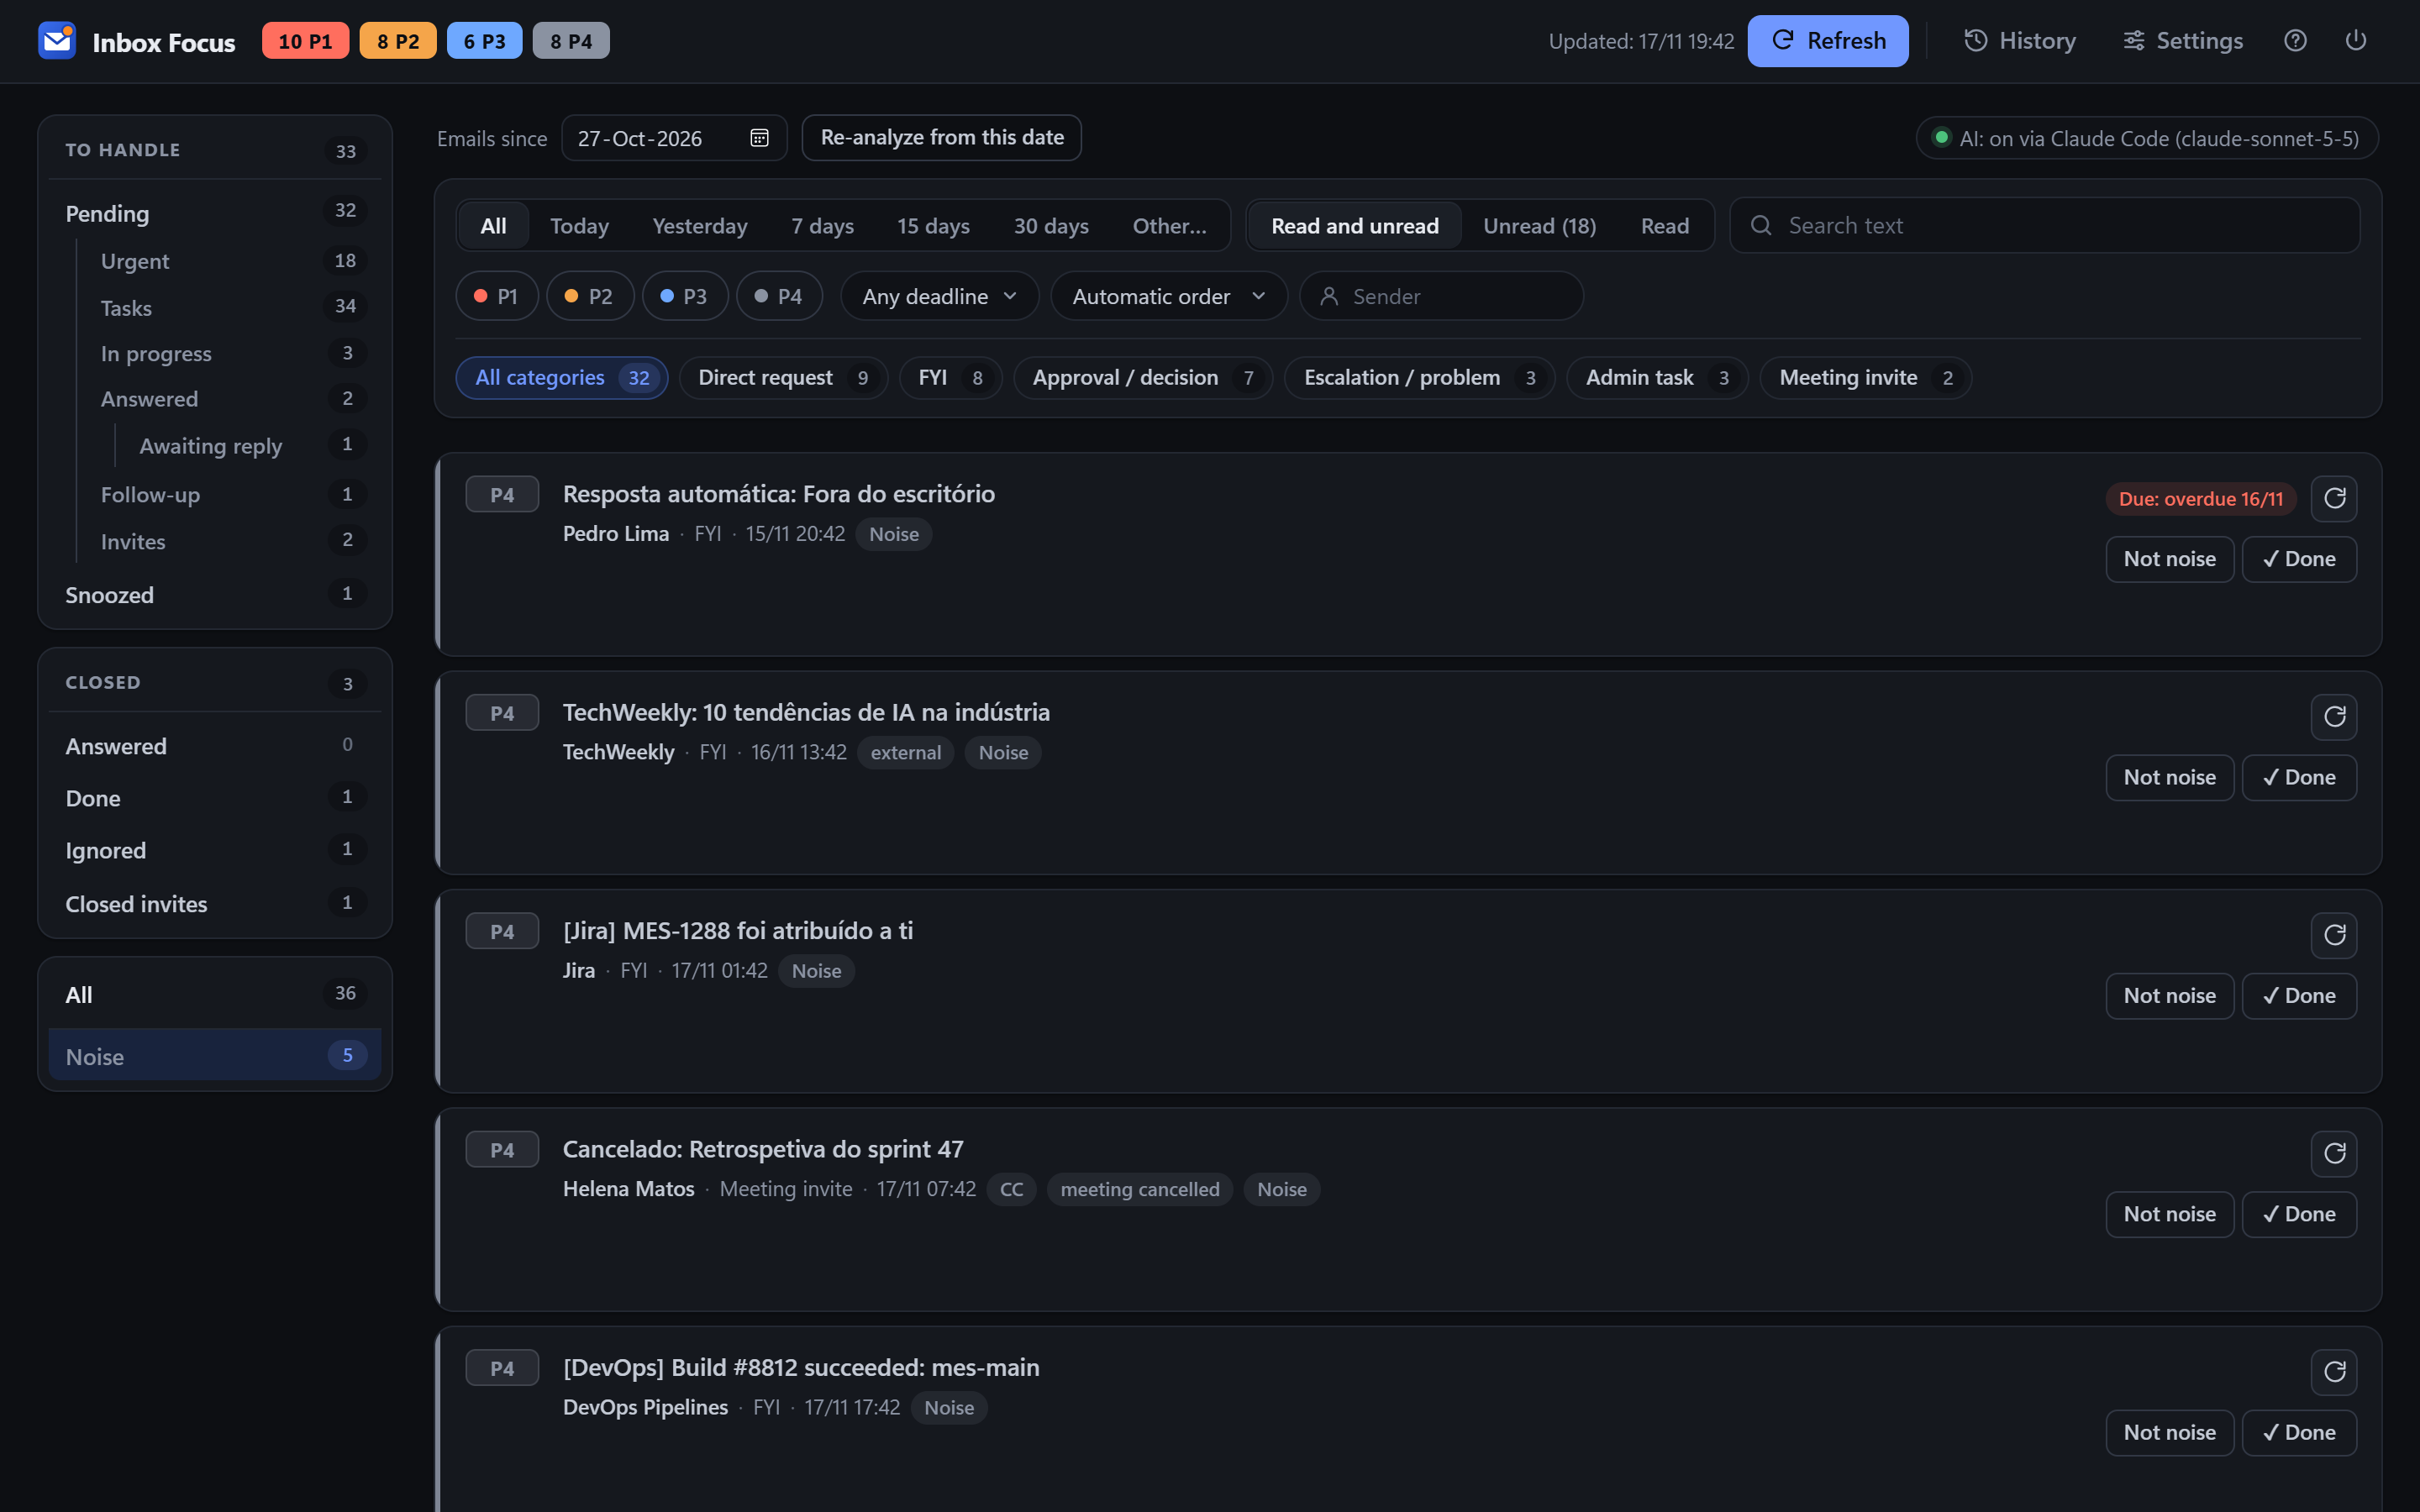 Inbox Focus 10 P1 8 P2 6 P3 8 P4 Updated: 17/11 19:42 Refresh History Settings
TO HANDLE 33
Pending 32
Urgent 18
Tasks 34
In progress 3
Answered 2
Awaiting reply 1
Follow-up 1
Invites 2
Snoozed 1
CLOSED 3
Answered 0
Done 1
Ignored 1
Closed invites 1
All 36
Noise 5
Emails since 27-Oct-2026 Re-analyze from this date AI: on via Claude Code (claude-sonnet-5-5)
All Today Yesterday 7 days 15 days 30 days Other... Read and unread Unread (18) Read Search text
P1 P2 P3 P4 Any deadline Automatic order Sender
All categories 32 Direct request 9 FYI 8 Approval / decision 7 Escalation / problem 3 Admin task 3 Meeting invite 2
P4 Resposta automática: Fora do escritório Due: overdue 16/11
Pedro Lima · FYI · 15/11 20:42 Noise
Not noise ✓ Done
P4 TechWeekly: 10 tendências de IA na indústria
TechWeekly · FYI · 16/11 13:42 external Noise
Not noise ✓ Done
P4 [Jira] MES-1288 foi atribuído a ti
Jira · FYI · 17/11 01:42 Noise
Not noise ✓ Done
P4 Cancelado: Retrospetiva do sprint 47
Helena Matos · Meeting invite · 17/11 07:42 CC meeting cancelled Noise
Not noise ✓ Done
P4 [DevOps] Build #8812 succeeded: mes-main
DevOps Pipelines · FYI · 17/11 17:42 Noise
Not noise ✓ Done